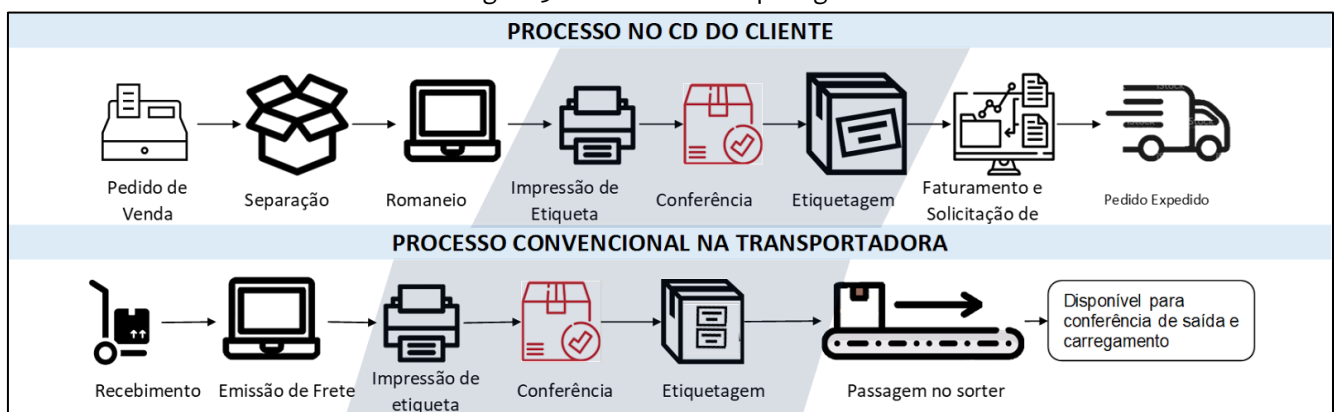 PROCESSO NO CD DO CLIENTE
Pedido de
Venda
Separação
Romaneio
Impressão de
Etiqueta
Conferência
Etiquetagem
Faturamento e
Solicitação de
Pedido Expedido
PROCESSO CONVENCIONAL NA TRANSPORTADORA
Recebimento
Emissão de Frete
Impressão de
etiqueta
Conferência
Etiquetagem
Passagem no sorter
Disponível para
conferência de saída e
carregamento